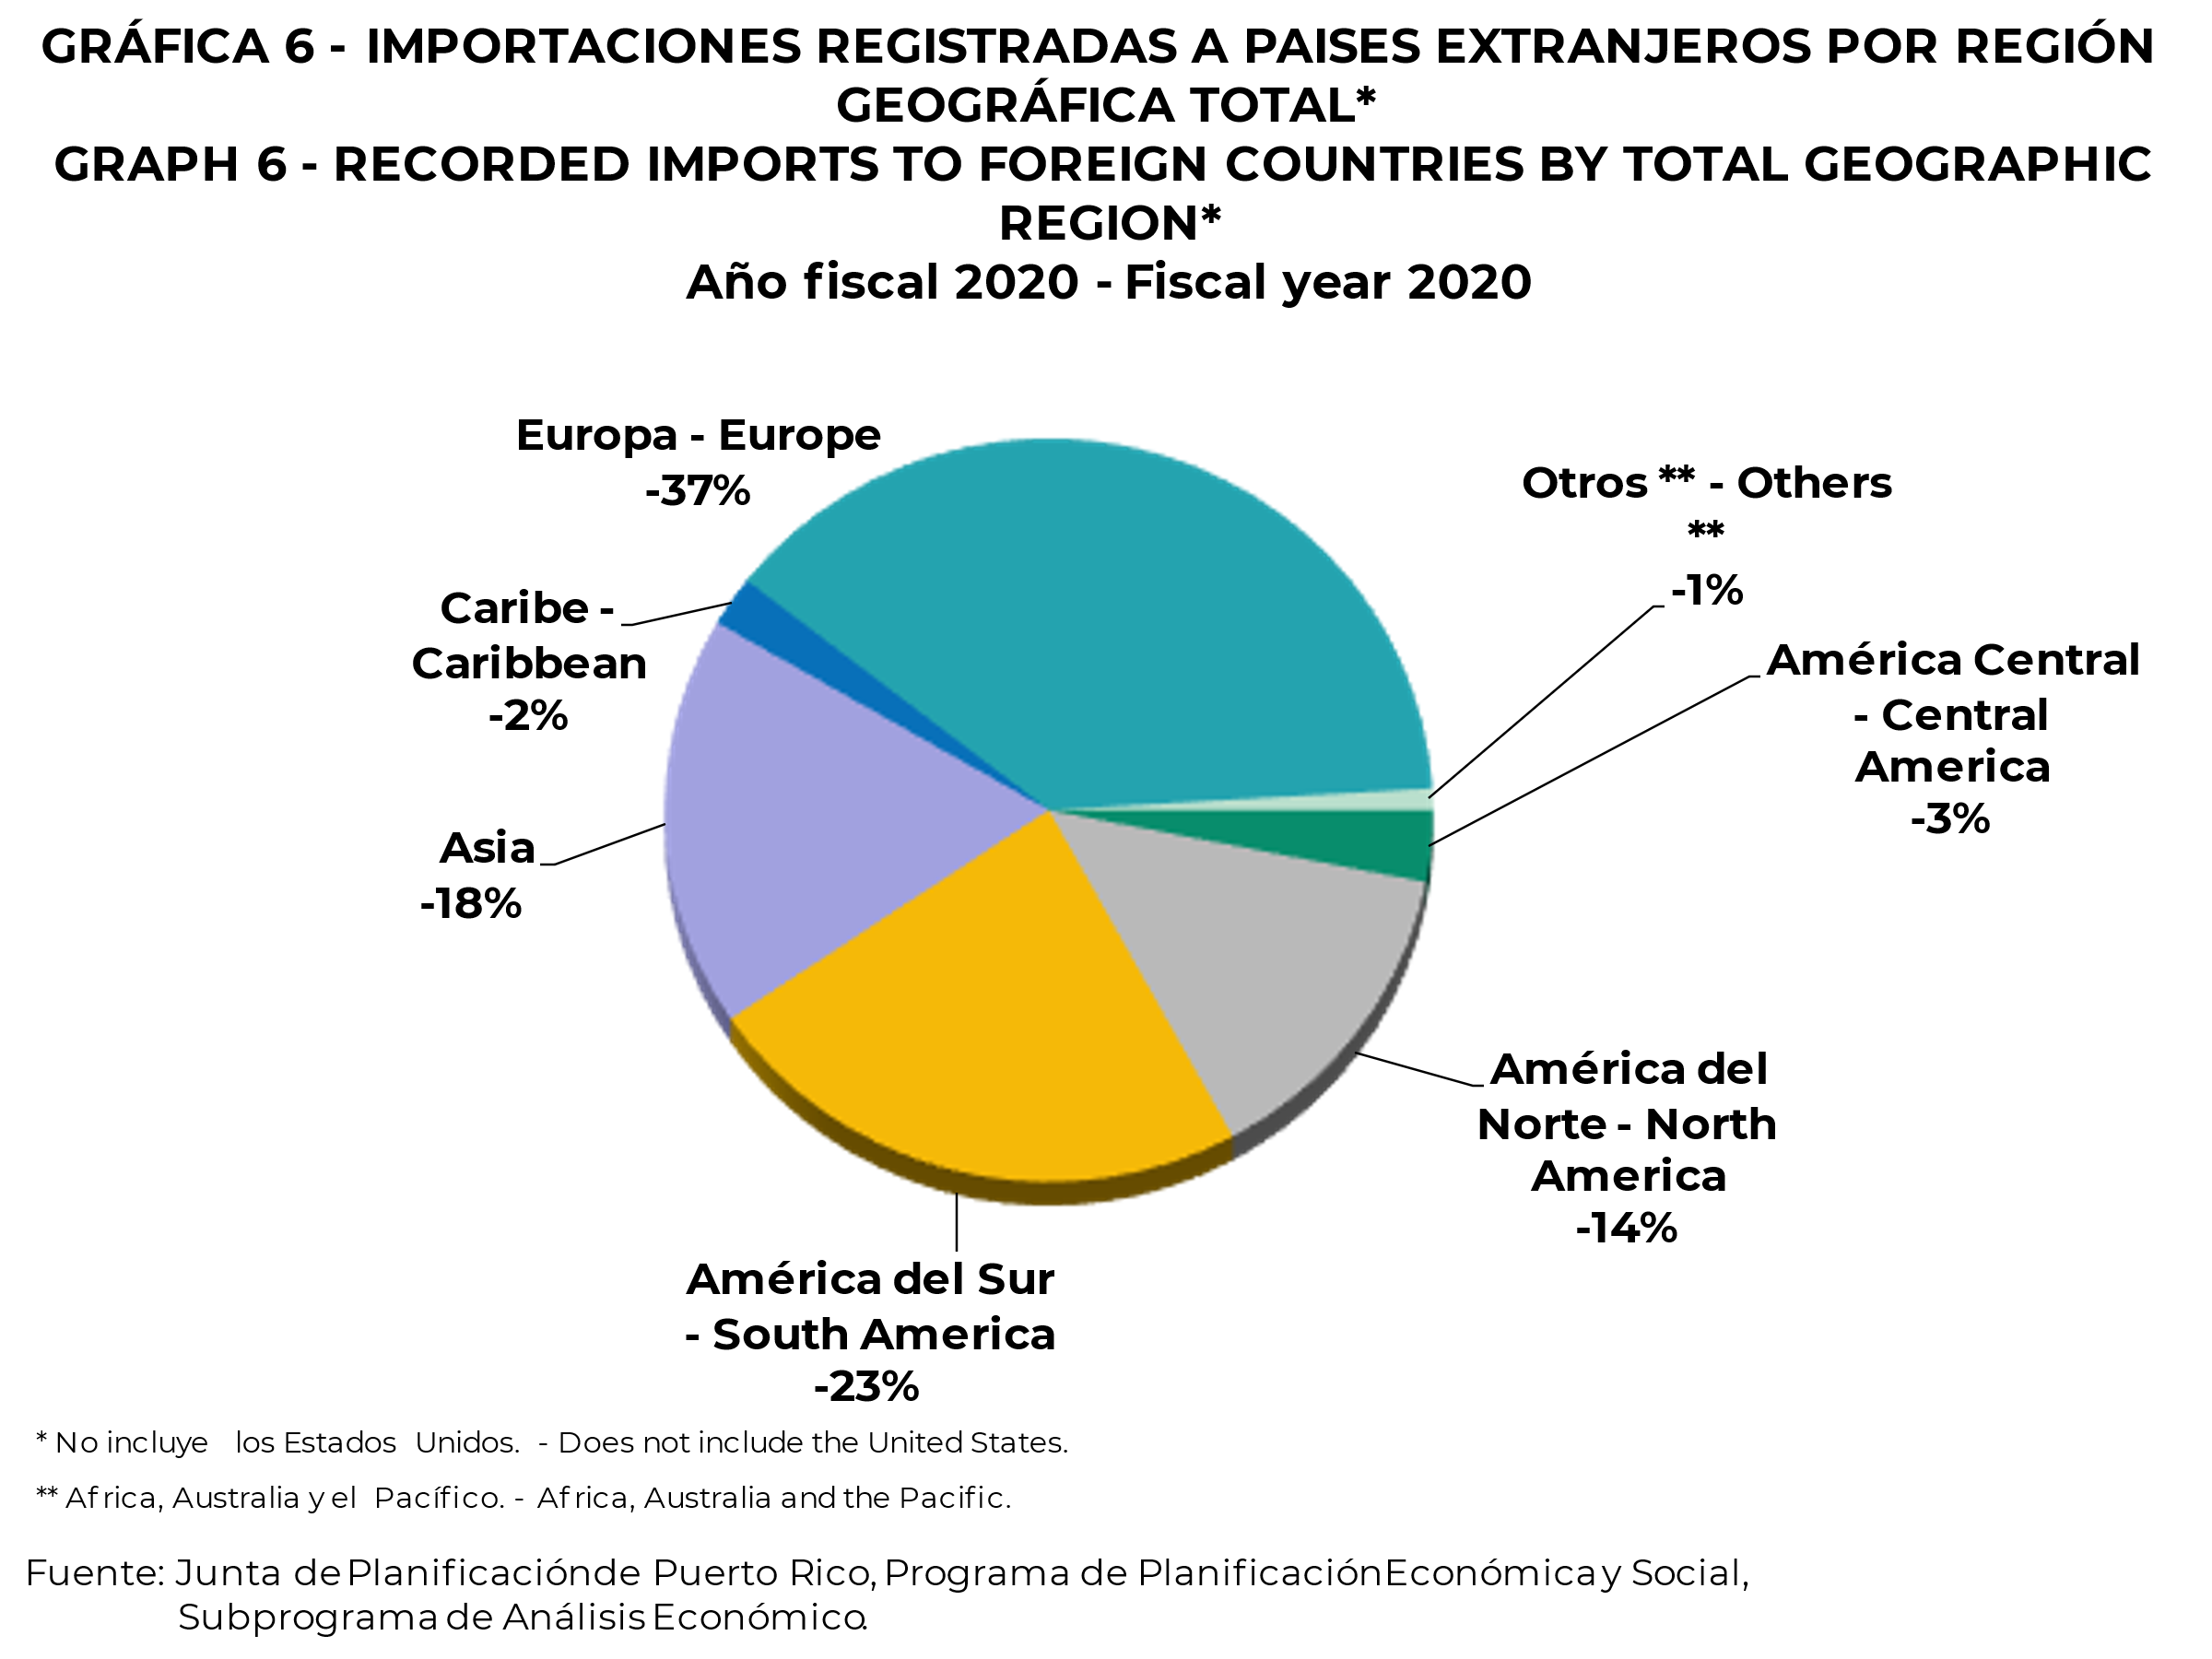 GRÁFICA 6 - IMPORTACIONES REGISTRADAS A PAISES EXTRANJEROS POR REGIÓN
GEOGRÁFICA TOTAL*
GRAPH 6 - RECORDED IMPORTS TO FOREIGN COUNTRIES BY TOTAL GEOGRAPHIC
REGION*
Año fiscal 2020 - Fiscal year 2020
Europa - Europe
-37%
Otros ** - Others
**
-1%
Caribe -
Caribbean
-2%
América Central
- Central
America
-3%
Asia
-18%
América del
Norte - North
America
-14%
América del Sur
- South America
-23%
* No incluye los Estados Unidos. - Does not include the United States.
** Africa, Australia y el Pacífico. - Africa, Australia and the Pacific.
Fuente: Junta de Planificación de Puerto Rico, Programa de Planificación Económica y Social,
Subprograma de Análisis Económico.